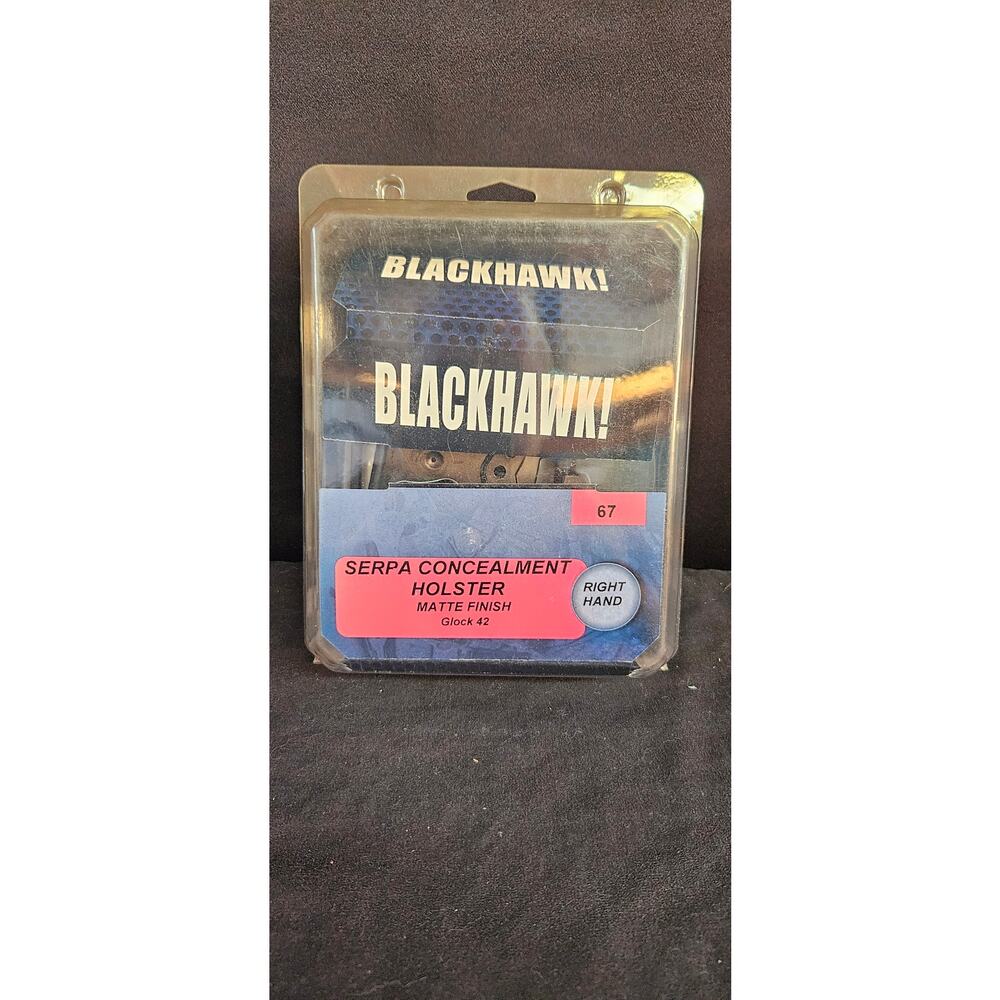 BLACKHAWK!
BLACKHAWK!
67
SERPA CONCEALMENT
HOLSTER
MATTE FINISH
Glock 42
RIGHT
HAND